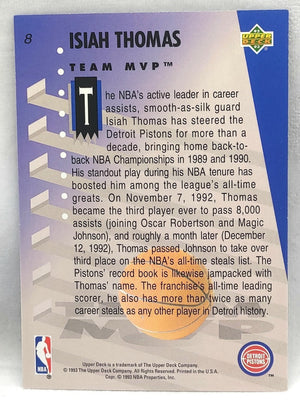 8
ISIAH THOMAS
TEAM MVP™
UPPER DECK
The NBA's active leader in career
assists, smooth-as-silk guard
Isiah Thomas has steered the
Detroit Pistons for more than a
decade, bringing home back-to-
back NBA Championships in 1989 and 1990.
His standout play during his NBA tenure has
boosted him among the league's all-time
greats. On November 7, 1992, Thomas
became the third player ever to pass 8,000
assists (joining Oscar Robertson and Magic
Johnson), and roughly a month later (December
12, 1992), Thomas passed Johnson to take over
third place on the NBA's all-time steals list. The
Pistons' record book is likewise jampacked with
Thomas' name. The franchise's all-time leading
scorer, he also has more than twice as many
career steals as any other player in Detroit history.
MVP
NBA
DETROIT
PISTONS
Upper Deck is a trademark of The Upper Deck Company.
© 1993 The Upper Deck Company. All Rights Reserved. Printed in the U.S.A.
Copr. © 1993 NBA Properties, Inc.